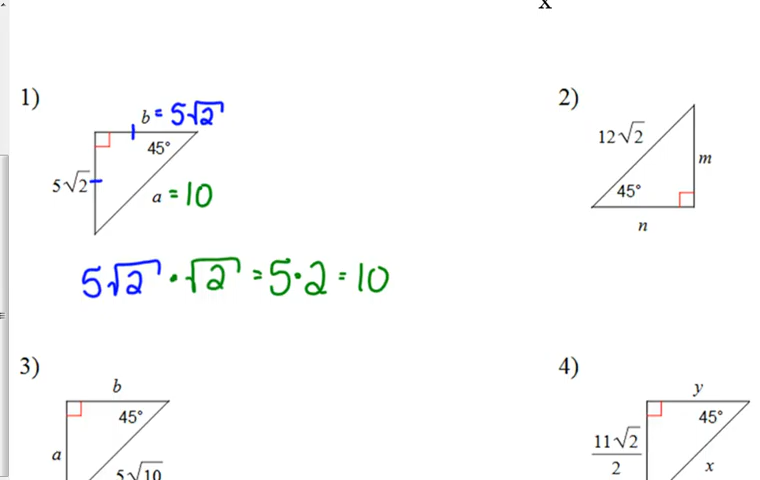 x
1)
b = 5√2
45°
5√2
a = 10
5√2 · √2 = 5 · 2 = 10
2)
12√2
m
45°
n
3)
b
45°
a
5√10
4)
y
45°
11√2
2
x